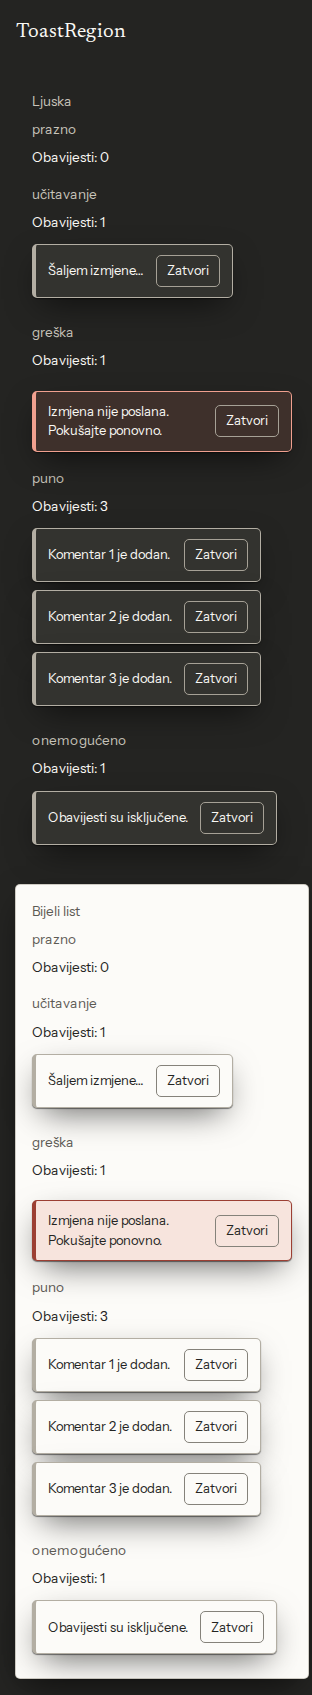 ToastRegion
Ljuska
prazno
Obavijesti: 0
učitavanje
Obavijesti: 1
Šaljem izmjene…
Zatvori
greška
Obavijesti: 1
Izmjena nije poslana.
Pokušajte ponovno.
Zatvori
puno
Obavijesti: 3
Komentar 1 je dodan.
Zatvori
Komentar 2 je dodan.
Zatvori
Komentar 3 je dodan.
Zatvori
onemogućeno
Obavijesti: 1
Obavijesti su isključene.
Zatvori
Bijeli list
prazno
Obavijesti: 0
učitavanje
Obavijesti: 1
Šaljem izmjene…
Zatvori
greška
Obavijesti: 1
Izmjena nije poslana.
Pokušajte ponovno.
Zatvori
puno
Obavijesti: 3
Komentar 1 je dodan.
Zatvori
Komentar 2 je dodan.
Zatvori
Komentar 3 je dodan.
Zatvori
onemogućeno
Obavijesti: 1
Obavijesti su isključene.
Zatvori